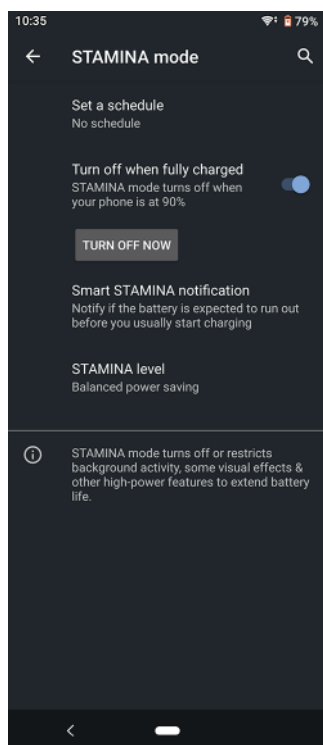 10:35 79%
STAMINA mode
Set a schedule
No schedule
Turn off when fully charged
STAMINA mode turns off when
your phone is at 90%
TURN OFF NOW
Smart STAMINA notification
Notify if the battery is expected to run out
before you usually start charging
STAMINA level
Balanced power saving
STAMINA mode turns off or restricts
background activity, some visual effects &
other high-power features to extend battery
life.